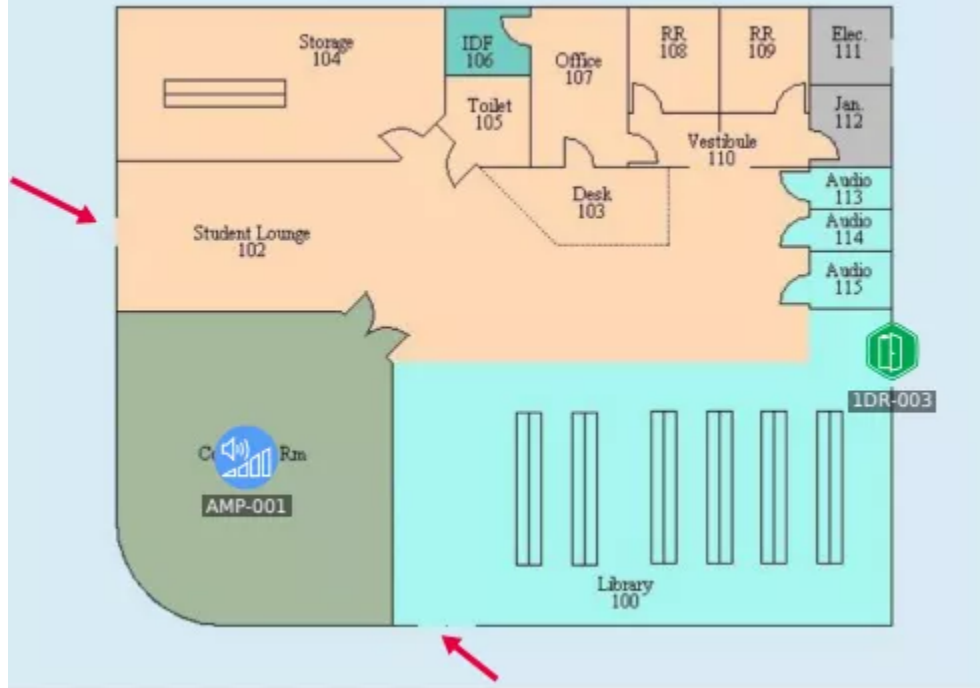 Storage
104
IDF
106
Office
107
RR
108
RR
109
Elec.
111
Toilet
105
Jan.
112
Vestibule
110
Desk
103
Audio
113
Student Lounge
102
Audio
114
Audio
115
1DR-003
Rm
AMP-001
Library
100